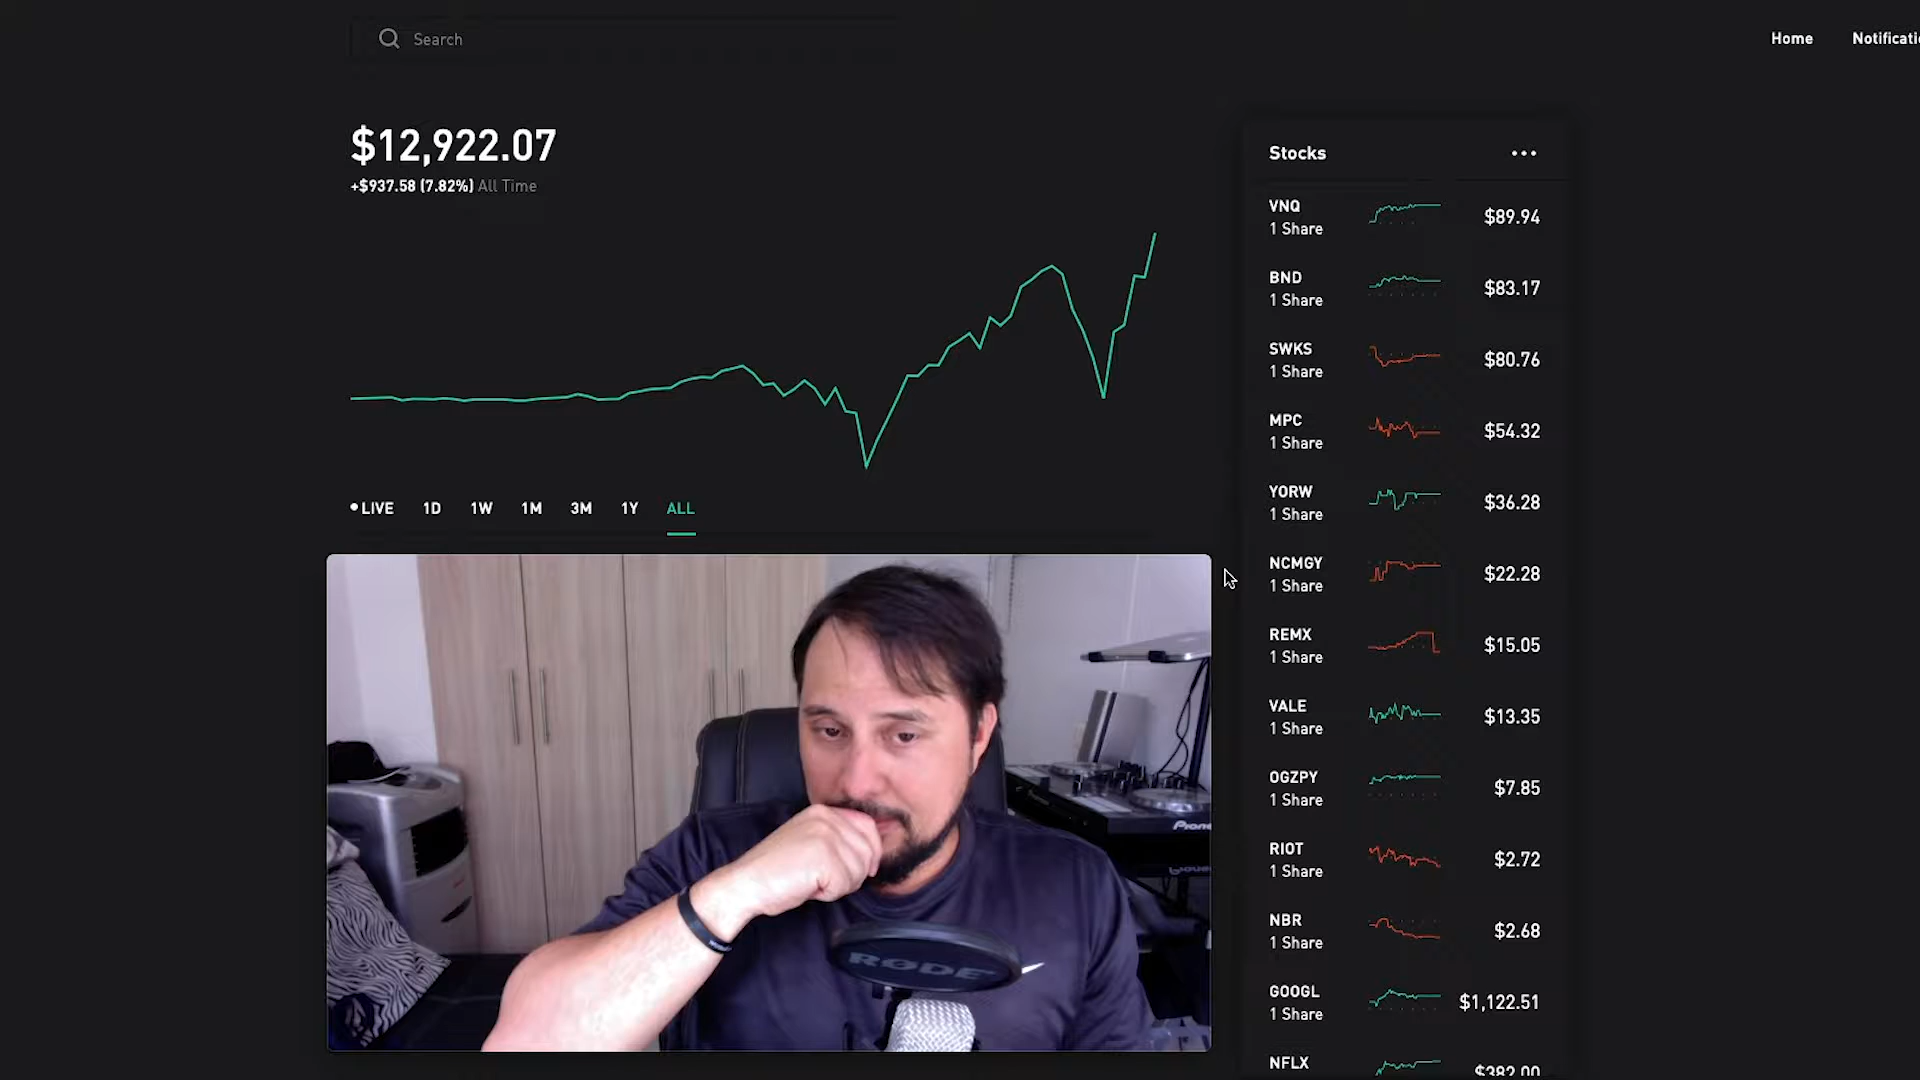 Search
Home
Notificati
$12,922.07
+$937.58 (7.82%) All Time
LIVE 1D 1W 1M 3M 1Y ALL
Stocks
VNQ
1 Share
$89.94
BND
1 Share
$83.17
SWKS
1 Share
$80.76
MPC
1 Share
$54.32
YORW
1 Share
$36.28
NCMGY
1 Share
$22.28
REMX
1 Share
$15.05
VALE
1 Share
$13.35
OGZPY
1 Share
$7.85
RIOT
1 Share
$2.72
NBR
1 Share
$2.68
GOOGL
1 Share
$1,122.51
NFLX
$382.00
Pione
RØDE